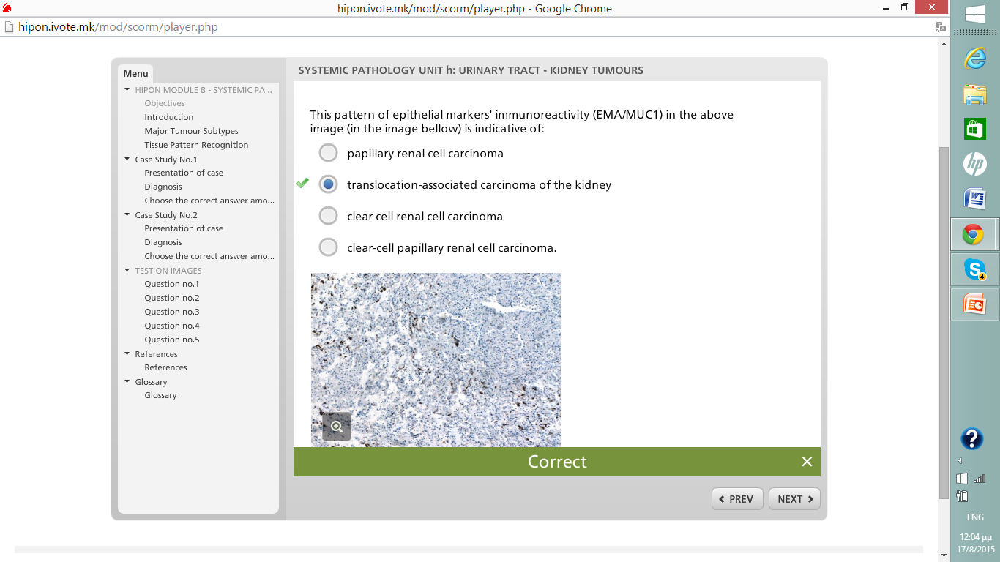 hipon.ivote.mk/mod/scorm/player.php - Google Chrome
hipon.ivote.mk/mod/scorm/player.php
Menu
HIPON MODULE B - SYSTEMIC PA...
Objectives
Introduction
Major Tumour Subtypes
Tissue Pattern Recognition
Case Study No.1
Presentation of case
Diagnosis
Choose the correct answer amo...
Case Study No.2
Presentation of case
Diagnosis
Choose the correct answer amo...
TEST ON IMAGES
Question no.1
Question no.2
Question no.3
Question no.4
Question no.5
References
References
Glossary
Glossary
SYSTEMIC PATHOLOGY UNIT h: URINARY TRACT - KIDNEY TUMOURS
This pattern of epithelial markers' immunoreactivity (EMA/MUC1) in the above
image (in the image bellow) is indicative of:
papillary renal cell carcinoma
translocation-associated carcinoma of the kidney
clear cell renal cell carcinoma
clear-cell papillary renal cell carcinoma.
Correct
PREV
NEXT
hp
4
?
ENG
12:04 μμ
17/8/2015